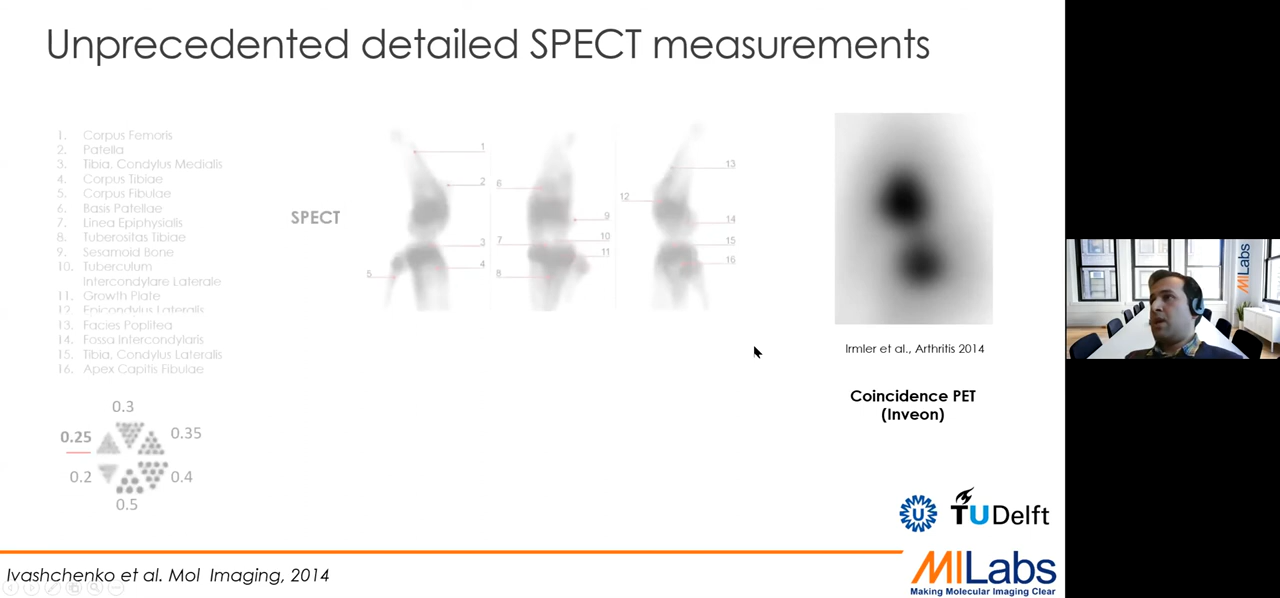 Unprecedented detailed SPECT measurements
1. Corpus Femoris
2. Patella
3. Tibia, Condylus Medialis
4. Corpus Tibiae
5. Corpus Fibulae
6. Basis Patellae
7. Linea Epiphysialis
8. Tuberositas Tibiae
9. Sesamoid Bone
10. Tuberculum
Intercondylare Laterale
11. Growth Plate
12. Epicondylus Lateralis
13. Facies Poplitea
14. Fossa Intercondylaris
15. Tibia, Condylus Lateralis
16. Apex Capitis Fibulae
SPECT
1
2
3
4
5
6
7
8
9
10
11
12
13
14
15
16
Irmler et al., Arthritis 2014
Coincidence PET
(Inveon)
0.3
0.25
0.35
0.2
0.4
0.5
U
TU Delft
MILabs
Making Molecular Imaging Clear
Ivashchenko et al. Mol Imaging, 2014
MILabs